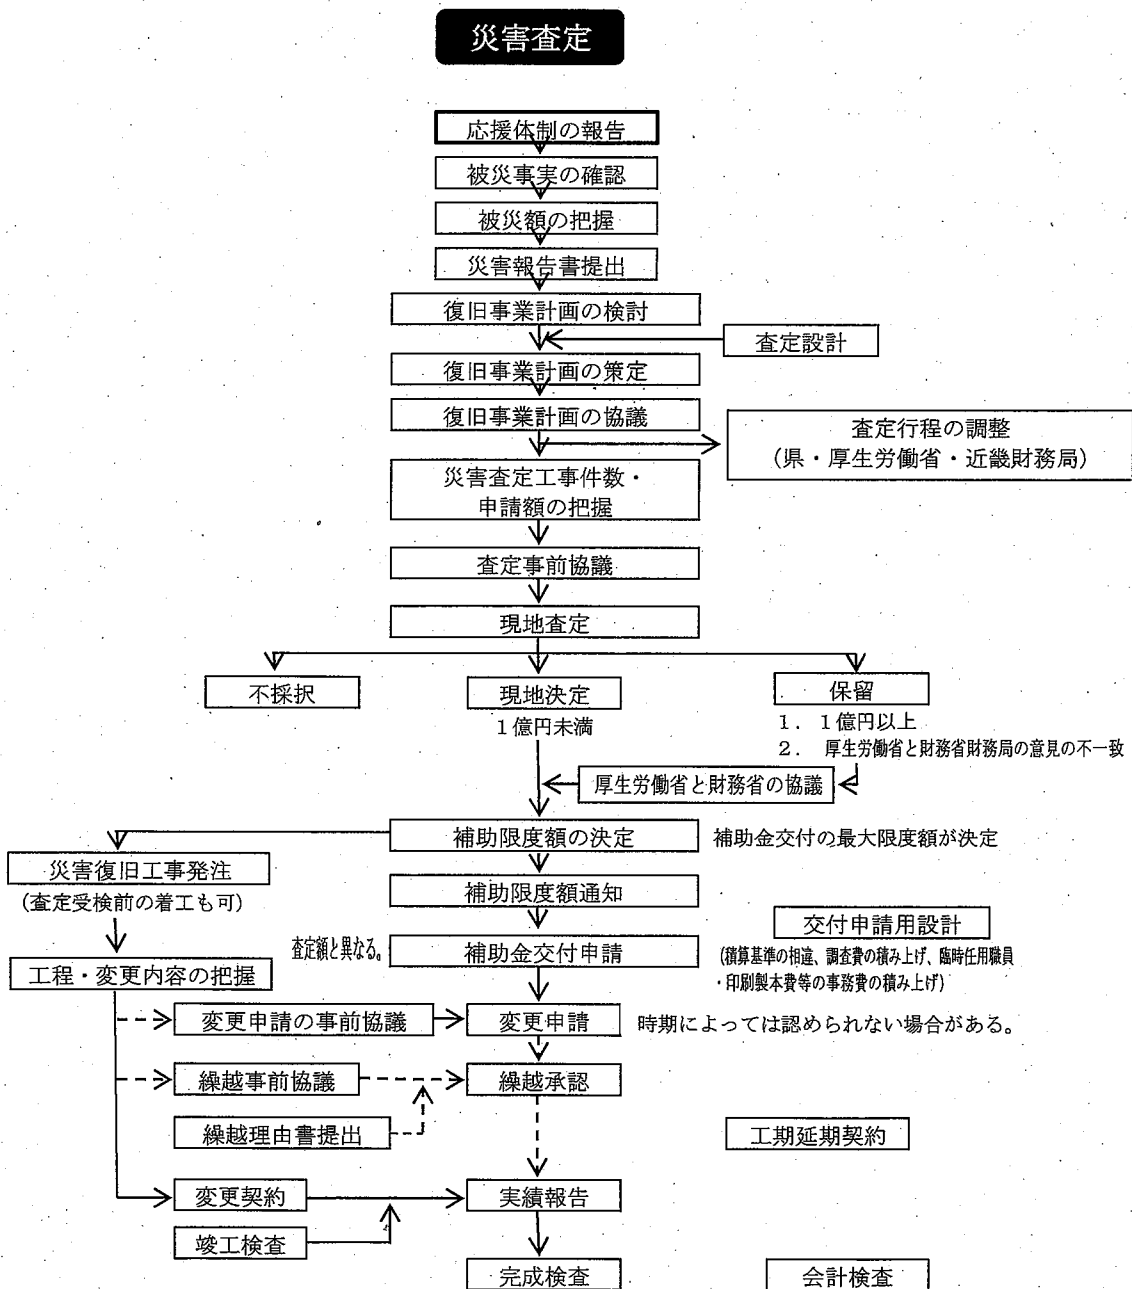 災害査定
応援体制の報告
被災事実の確認
被災額の把握
災害報告書提出
復旧事業計画の検討
査定設計
復旧事業計画の策定
復旧事業計画の協議
査定行程の調整
(県・厚生労働省・近畿財務局)
災害査定工事件数・
申請額の把握
査定事前協議
現地査定
不採択
現地決定
保留
1億円未満
1. 1億円以上
2. 厚生労働省と財務省財務局の意見の不一致
厚生労働省と財務省の協議
補助限度額の決定
補助金交付の最大限度額が決定
災害復旧工事発注
(査定受検前の着工も可)
補助限度額通知
交付申請用設計
査定額と異なる。
補助金交付申請
(積算基準の相違、調査費の積み上げ、臨時任用職員
・印刷製本費等の事務費の積み上げ)
工程・変更内容の把握
変更申請の事前協議
変更申請
時期によっては認められない場合がある。
繰越事前協議
繰越承認
繰越理由書提出
工期延期契約
変更契約
実績報告
竣工検査
完成検査
会計検査